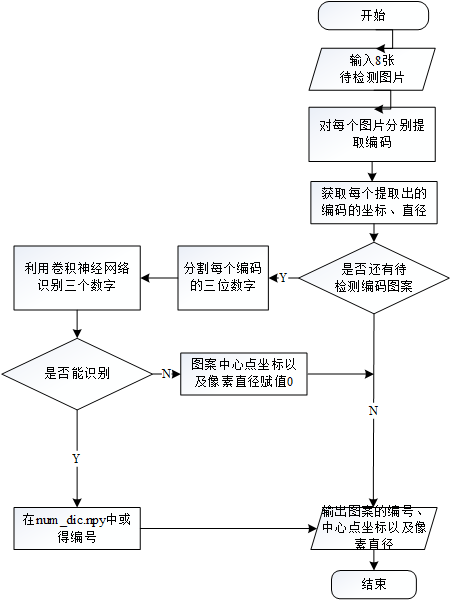 开始
输入8张
待检测图片
对每个图片分别提
取编码
获取每个提取出的
编码的坐标、直径
是否还有待
检测编码图案
Y
分割每个编码
的三位数字
利用卷积神经网络
识别三个数字
是否能识别
N
图案中心点坐标以
及像素直径赋值0
N
Y
在num_dic.npy中或
得编号
输出图案的编号、
中心点坐标以及像
素直径
结束